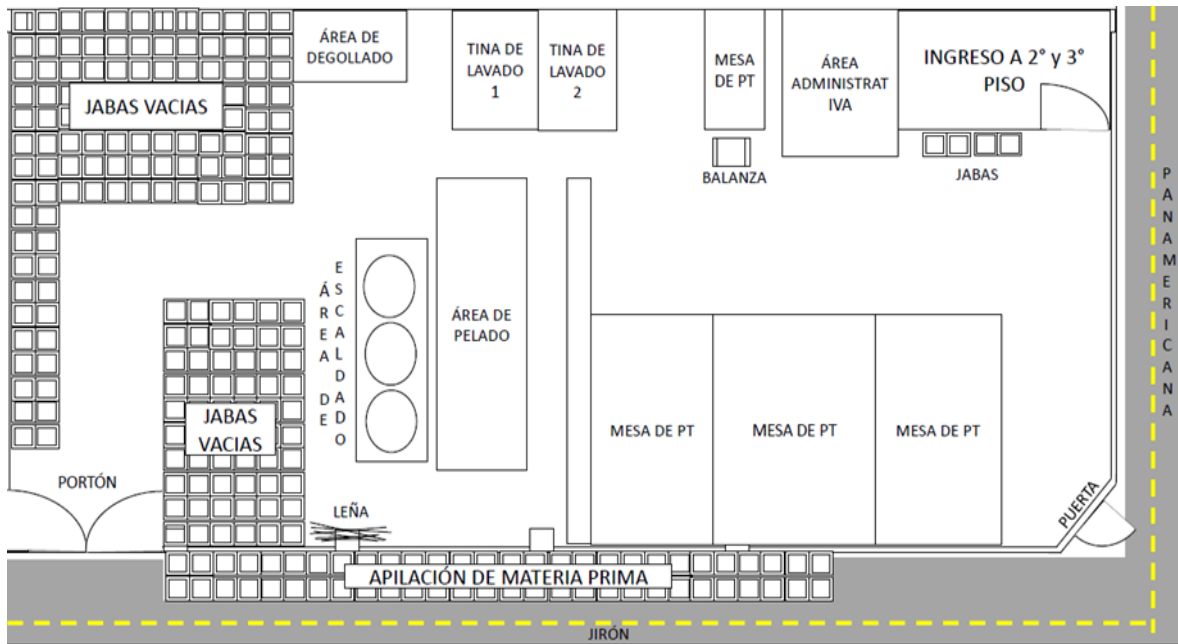 ÁREA DE
DEGOLLADO
TINA DE
LAVADO
1
TINA DE
LAVADO
2
MESA
DE PT
ÁREA
ADMINISTRAT
IVA
INGRESO A 2° y 3°
PISO
JABAS VACIAS
BALANZA
JABAS
PANAMERICANA
ÁREA DE
ESCALDADO
ÁREA DE
PELADO
JABAS
VACIAS
MESA DE PT
MESA DE PT
MESA DE PT
PORTÓN
LEÑA
PUERTA
APILACIÓN DE MATERIA PRIMA
JIRÓN